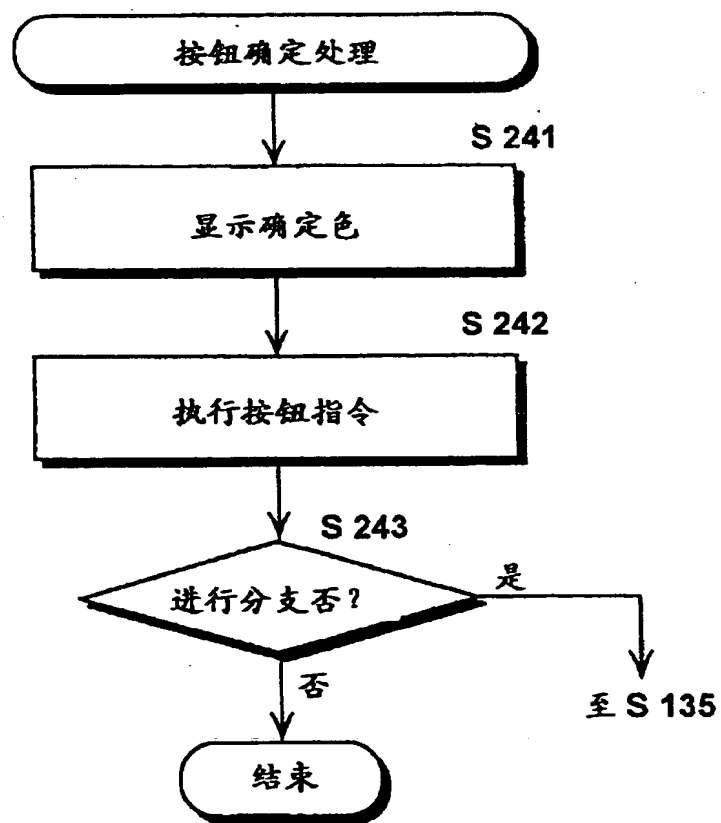 按钮确定处理
S 241
显示确定色
S 242
执行按钮指令
S 243
进行分支否?
是
否
至 S 135
结束